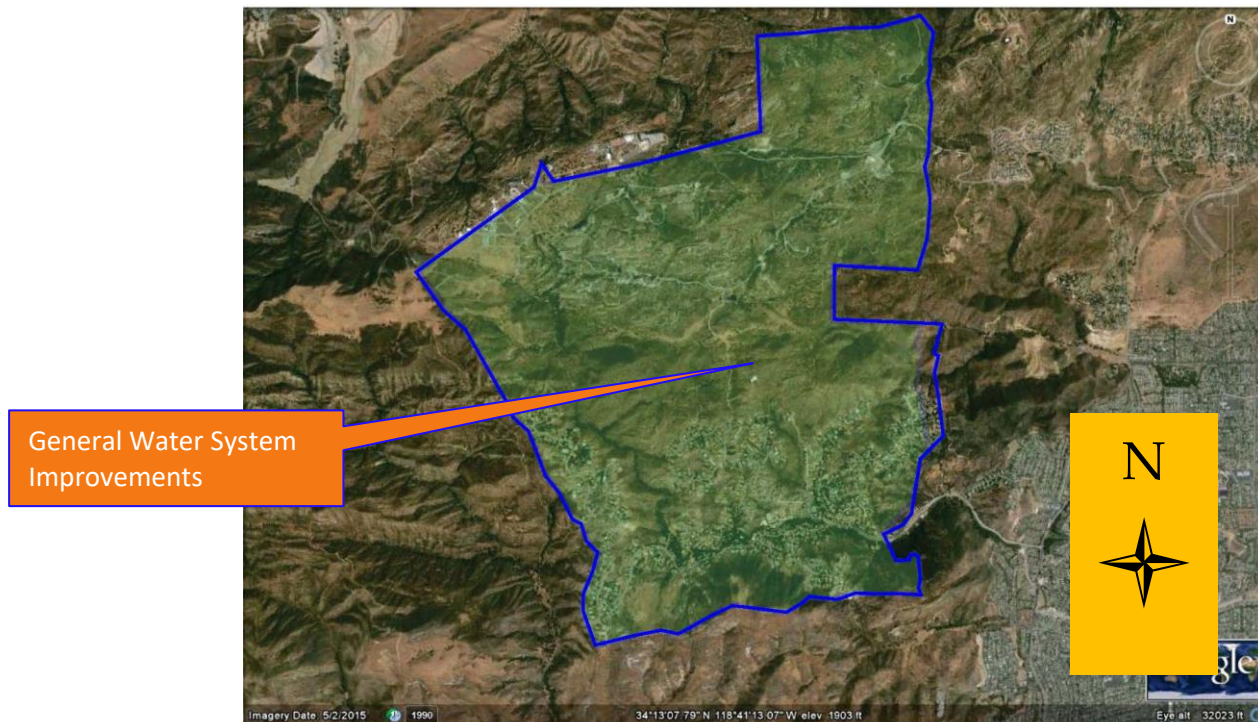 N
General Water System
Improvements
N
gle
Imagery Date: 5/2/2015 1990 34°13'07.79" N 118°41'13.07" W elev 1903 ft Eye alt 32023 ft